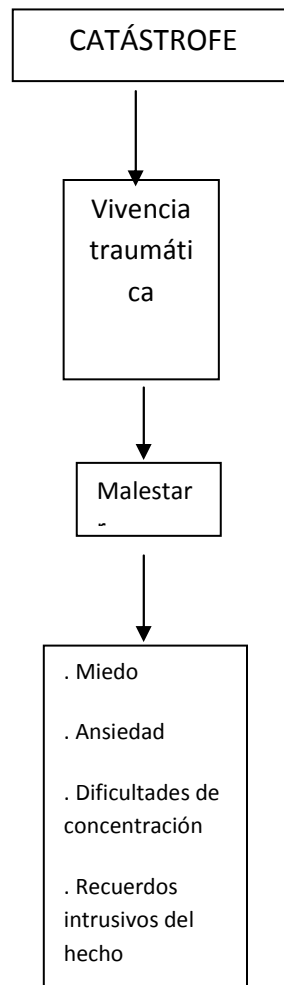 CATÁSTROFE
Vivencia
traumáti
ca
Malestar
. Miedo
. Ansiedad
. Dificultades de
concentración
. Recuerdos
intrusivos del
hecho